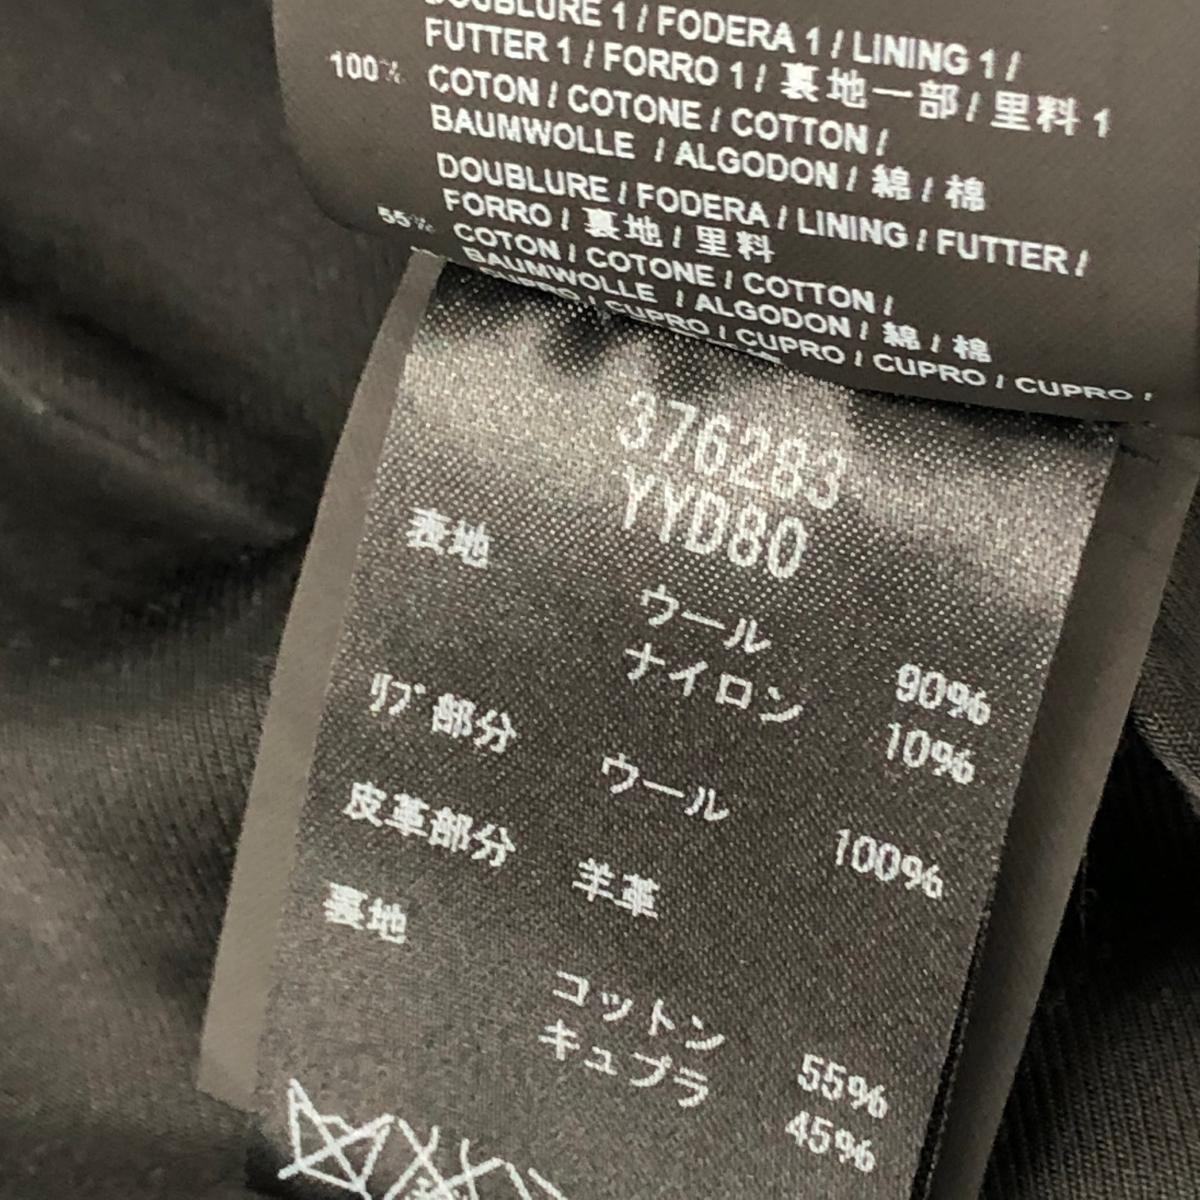 DOUBLURE 1 / FODERA 1 / LINING 1 /
FUTTER 1 / FORRO 1 / 裏地一部 / 里料 1
100% COTON / COTONE / COTTON /
BAUMWOLLE / ALGODON / 綿 / 棉
DOUBLURE / FODERA / LINING / FUTTER /
FORRO / 裏地 / 里料
55% COTON / COTONE / COTTON /
BAUMWOLLE / ALGODON / 綿 / 棉
CUPRO / CUPRO / CUPRO / CUPRO / CUPRO /
376283
YYD80
表地
ウール 90%
ナイロン 10%
リブ部分
ウール 100%
皮革部分
羊革
裏地
コットン 55%
キュプラ 45%